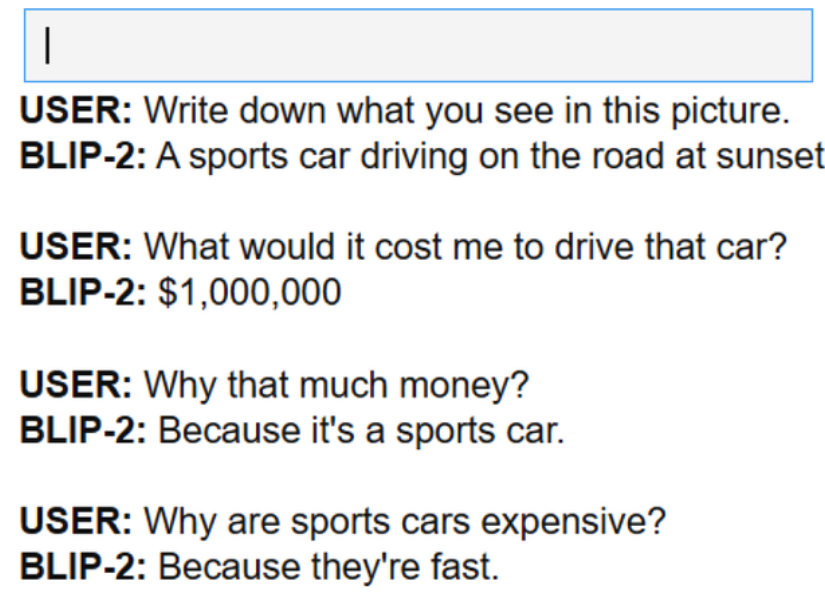 USER: Write down what you see in this picture.
BLIP-2: A sports car driving on the road at sunset
USER: What would it cost me to drive that car?
BLIP-2: $1,000,000
USER: Why that much money?
BLIP-2: Because it's a sports car.
USER: Why are sports cars expensive?
BLIP-2: Because they're fast.